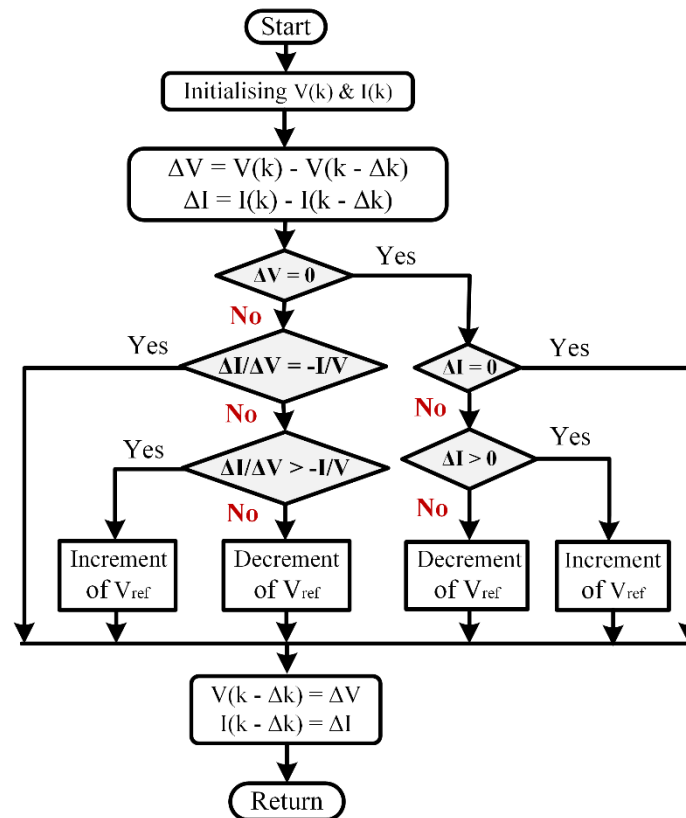 Start
Initialising V(k) & I(k)
ΔV = V(k) - V(k - Δk)
ΔI = I(k) - I(k - Δk)
ΔV = 0
Yes
No
Yes
ΔI/ΔV = -I/V
ΔI = 0
Yes
No
No
Yes
ΔI/ΔV > -I/V
ΔI > 0
Yes
No
No
Increment
of Vref
Decrement
of Vref
Decrement
of Vref
Increment
of Vref
V(k - Δk) = ΔV
I(k - Δk) = ΔI
Return